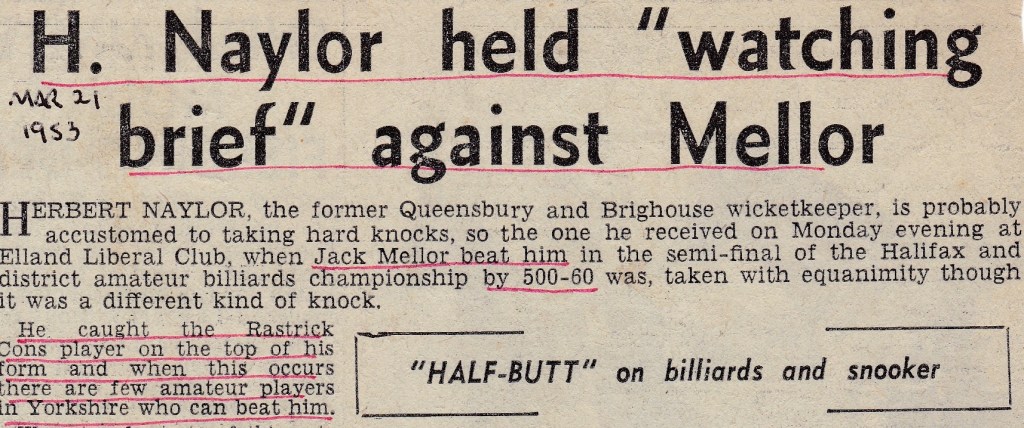 H. Naylor held "watching
brief" against Mellor
MAR 21
1953
HERBERT NAYLOR, the former Queensbury and Brighouse wicketkeeper, is probably
accustomed to taking hard knocks, so the one he received on Monday evening at
Elland Liberal Club, when Jack Mellor beat him in the semi-final of the Halifax and
district amateur billiards championship by 500-60 was, taken with equanimity though
it was a different kind of knock.
He caught the Rastrick
Cons player on the top of his
form and when this occurs
there are few amateur players
in Yorkshire who can beat him.
"HALF-BUTT" on billiards and snooker